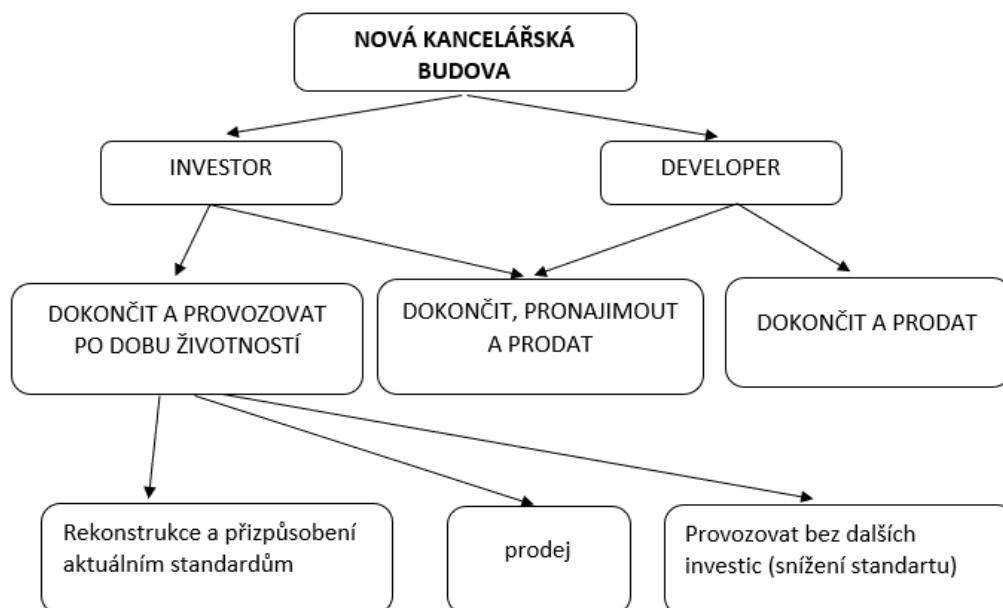 NOVÁ KANCELÁŘSKÁ
BUDOVA
INVESTOR
DEVELOPER
DOKONČIT A PROVOZOVAT
PO DOBU ŽIVOTNOSTÍ
DOKONČIT, PRONAJIMOUT
A PRODAT
DOKONČIT A PRODAT
Rekonstrukce a přizpůsobení
aktuálním standardům
prodej
Provozovat bez dalších
investic (snížení standartu)